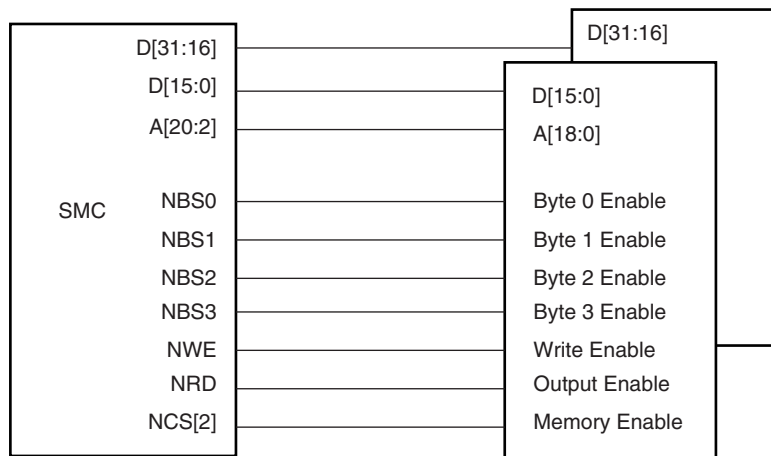 D[31:16] D[31:16]
D[15:0] D[15:0]
A[20:2] A[18:0]
SMC
NBS0 Byte 0 Enable
NBS1 Byte 1 Enable
NBS2 Byte 2 Enable
NBS3 Byte 3 Enable
NWE Write Enable
NRD Output Enable
NCS[2] Memory Enable